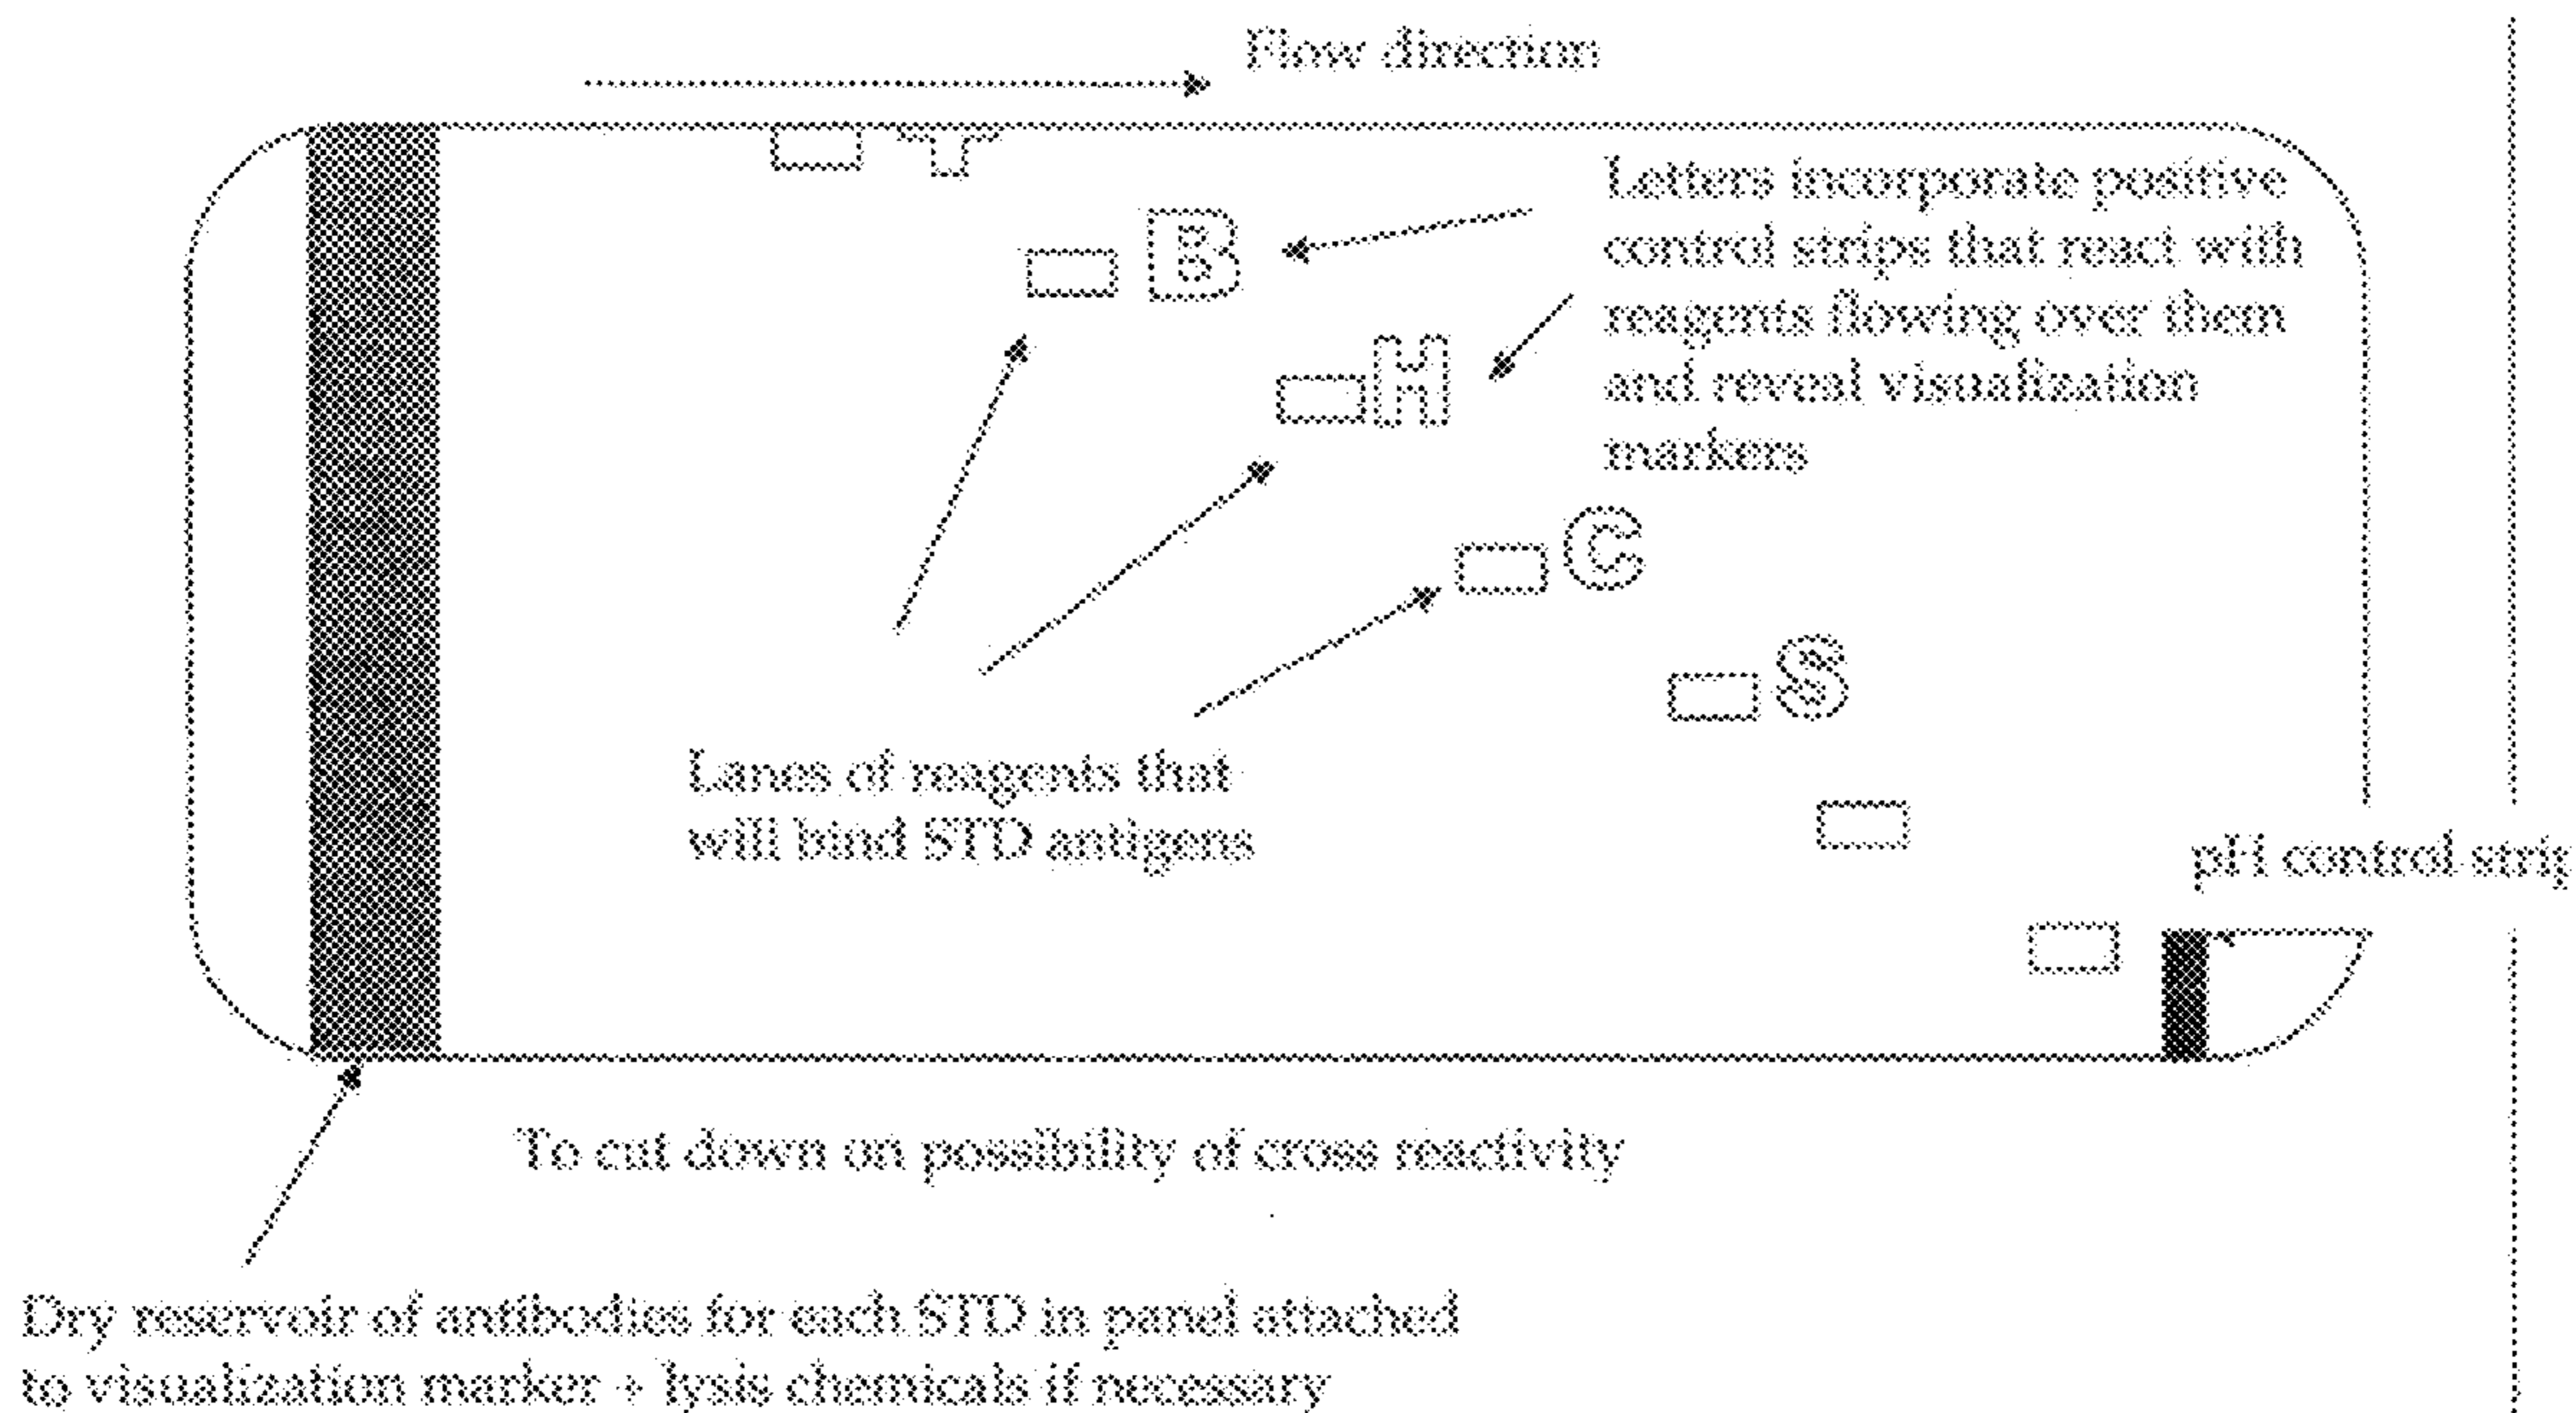 Flow direction
Letters incorporate positive
control strips that react with
reagents flowing over them
and reveal visualization
markers
T
B
H
C
S
Lanes of reagents that
will bind STD antigens
pH control strip
To cut down on possibility of cross reactivity
Dry reservoir of antibodies for each STD in panel attached
to visualization marker + lysis chemicals if necessary